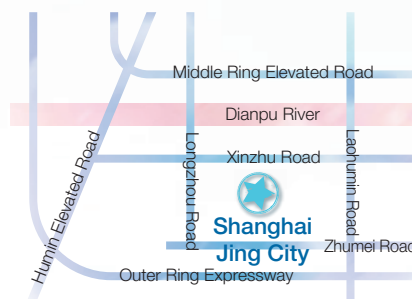 Middle Ring Elevated Road
Dianpu River
Humin Elevated Road
Longzhou Road
Xinzhu Road
Laohumin Road
Shanghai
Jing City
Zhumei Road
Outer Ring Expressway